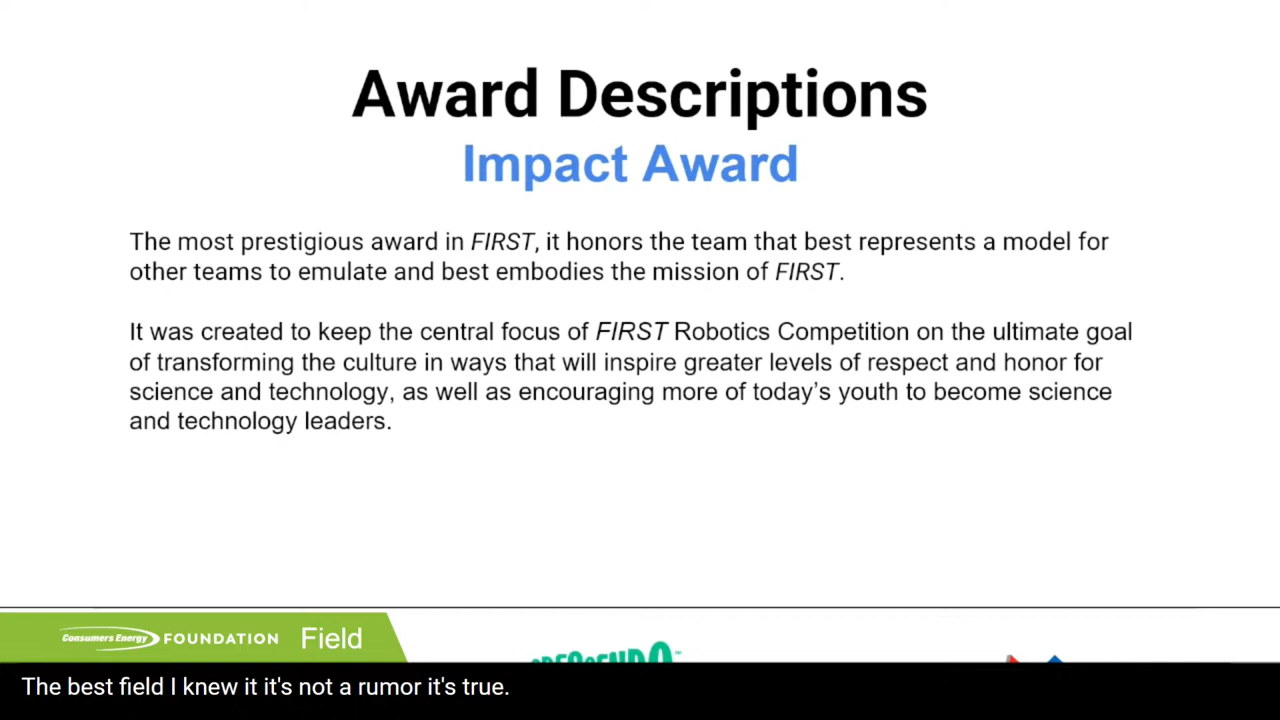 Award Descriptions
Impact Award
The most prestigious award in FIRST, it honors the team that best represents a model for
other teams to emulate and best embodies the mission of FIRST.
It was created to keep the central focus of FIRST Robotics Competition on the ultimate goal
of transforming the culture in ways that will inspire greater levels of respect and honor for
science and technology, as well as encouraging more of today's youth to become science
and technology leaders.
Consumers Energy FOUNDATION Field
The best field I knew it it's not a rumor it's true.